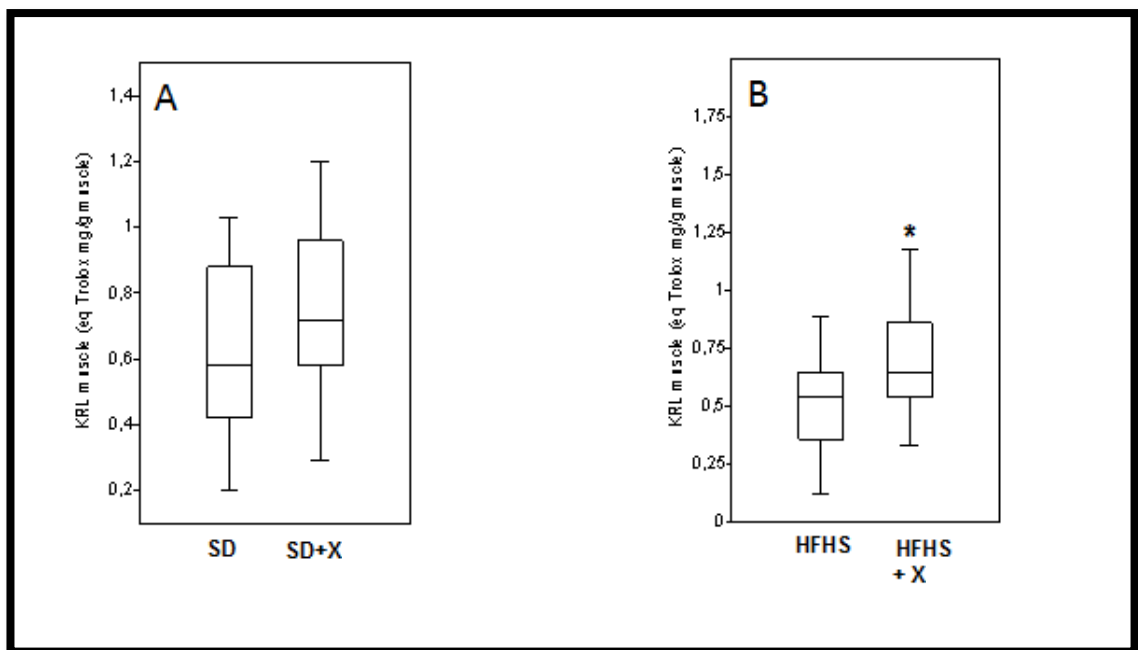 A
KRL muscle (eq Trolox mg/g muscle)
1,4
1,2
1
0,8
0,6
0,4
0,2
SD
SD+X
B
KRL muscle (eq Trolox mg/g muscle)
1,75
1,5
1,25
1
0,75
0,5
0,25
0
*
HFHS
HFHS
+ X